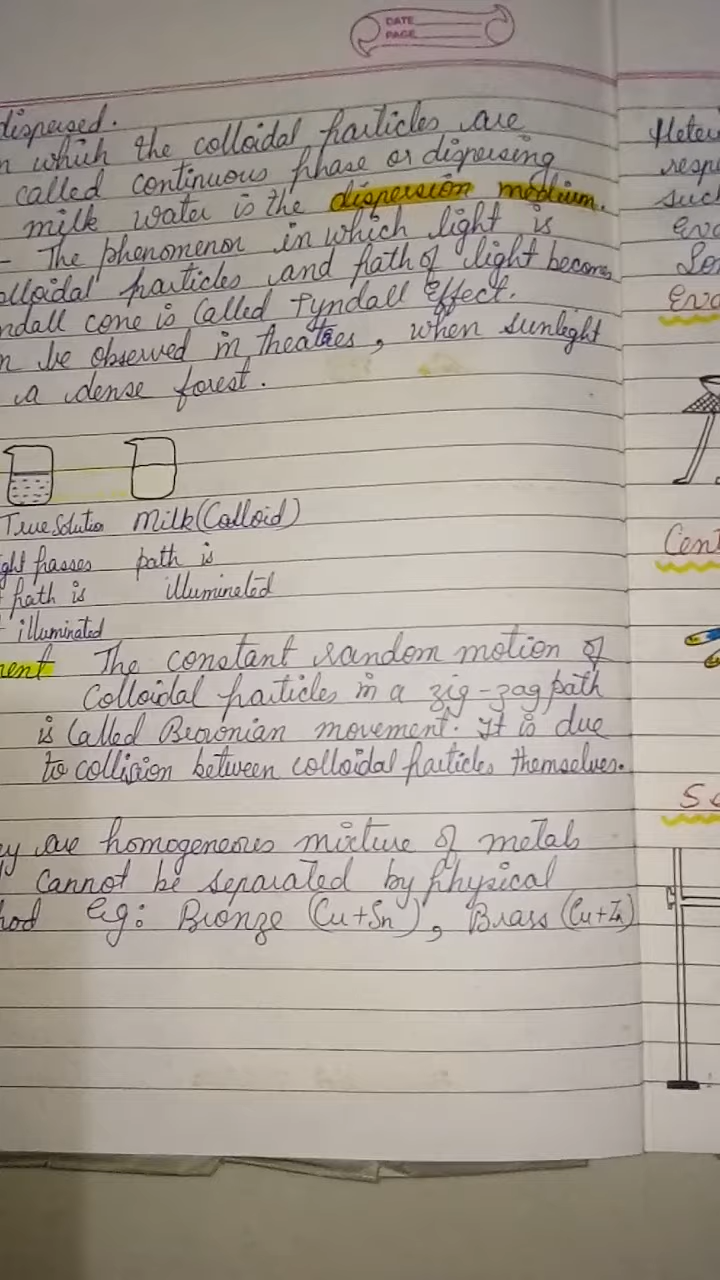 DATE
PAGE
dispersed.
n which the colloidal particles are
called continuous phase or dispersing
milk water is the dispersion medium.
- The phenomenon in which light is
olloidal particles and path of light becomes
ndall cone is called Tyndall Effect.
n be observed in theatres, when sunlight
a dense forest.
True Solution Milk (Colloid)
ght passes path is
path is illumineted
illuminated
ment The constant random motion of
colloidal particles in a zig-zag path
is called Brownian movement. It is due
to collision between colloidal particles themselves.
ey are homogeneous mixture of metals
cannot be separated by physical
hod eg: Bronze (Cu+Sn), Brass (Cu+Zn)
Heter
resp
such
Eva
Cent